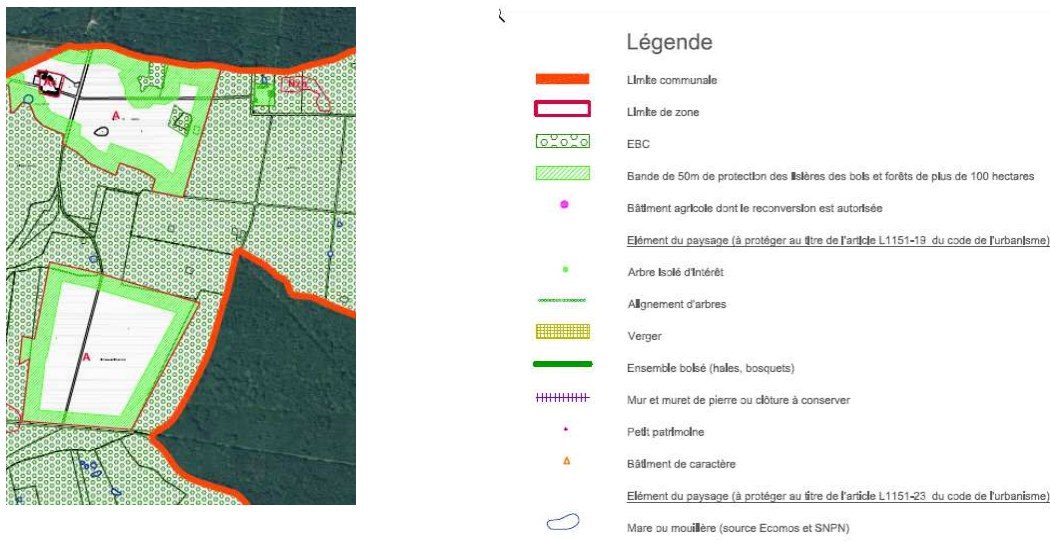 A
A
Légende
Limite communale
Limite de zone
EBC
Bande de 50m de protection des lisières des bois et forêts de plus de 100 hectares
Bâtiment agricole dont le reconversion est autorisée
Elément du paysage (à protéger au titre de l'article L1151-19 du code de l'urbanisme)
Arbre isolé d'intérêt
Alignement d'arbres
Verger
Ensemble boisé (haies, bosquets)
Mur et muret de pierre ou clôture à conserver
Petit patrimoine
Bâtiment de caractère
Elément du paysage (à protéger au titre de l'article L1151-23 du code de l'urbanisme)
Mare ou mouillère (source Ecomos et SNPN)